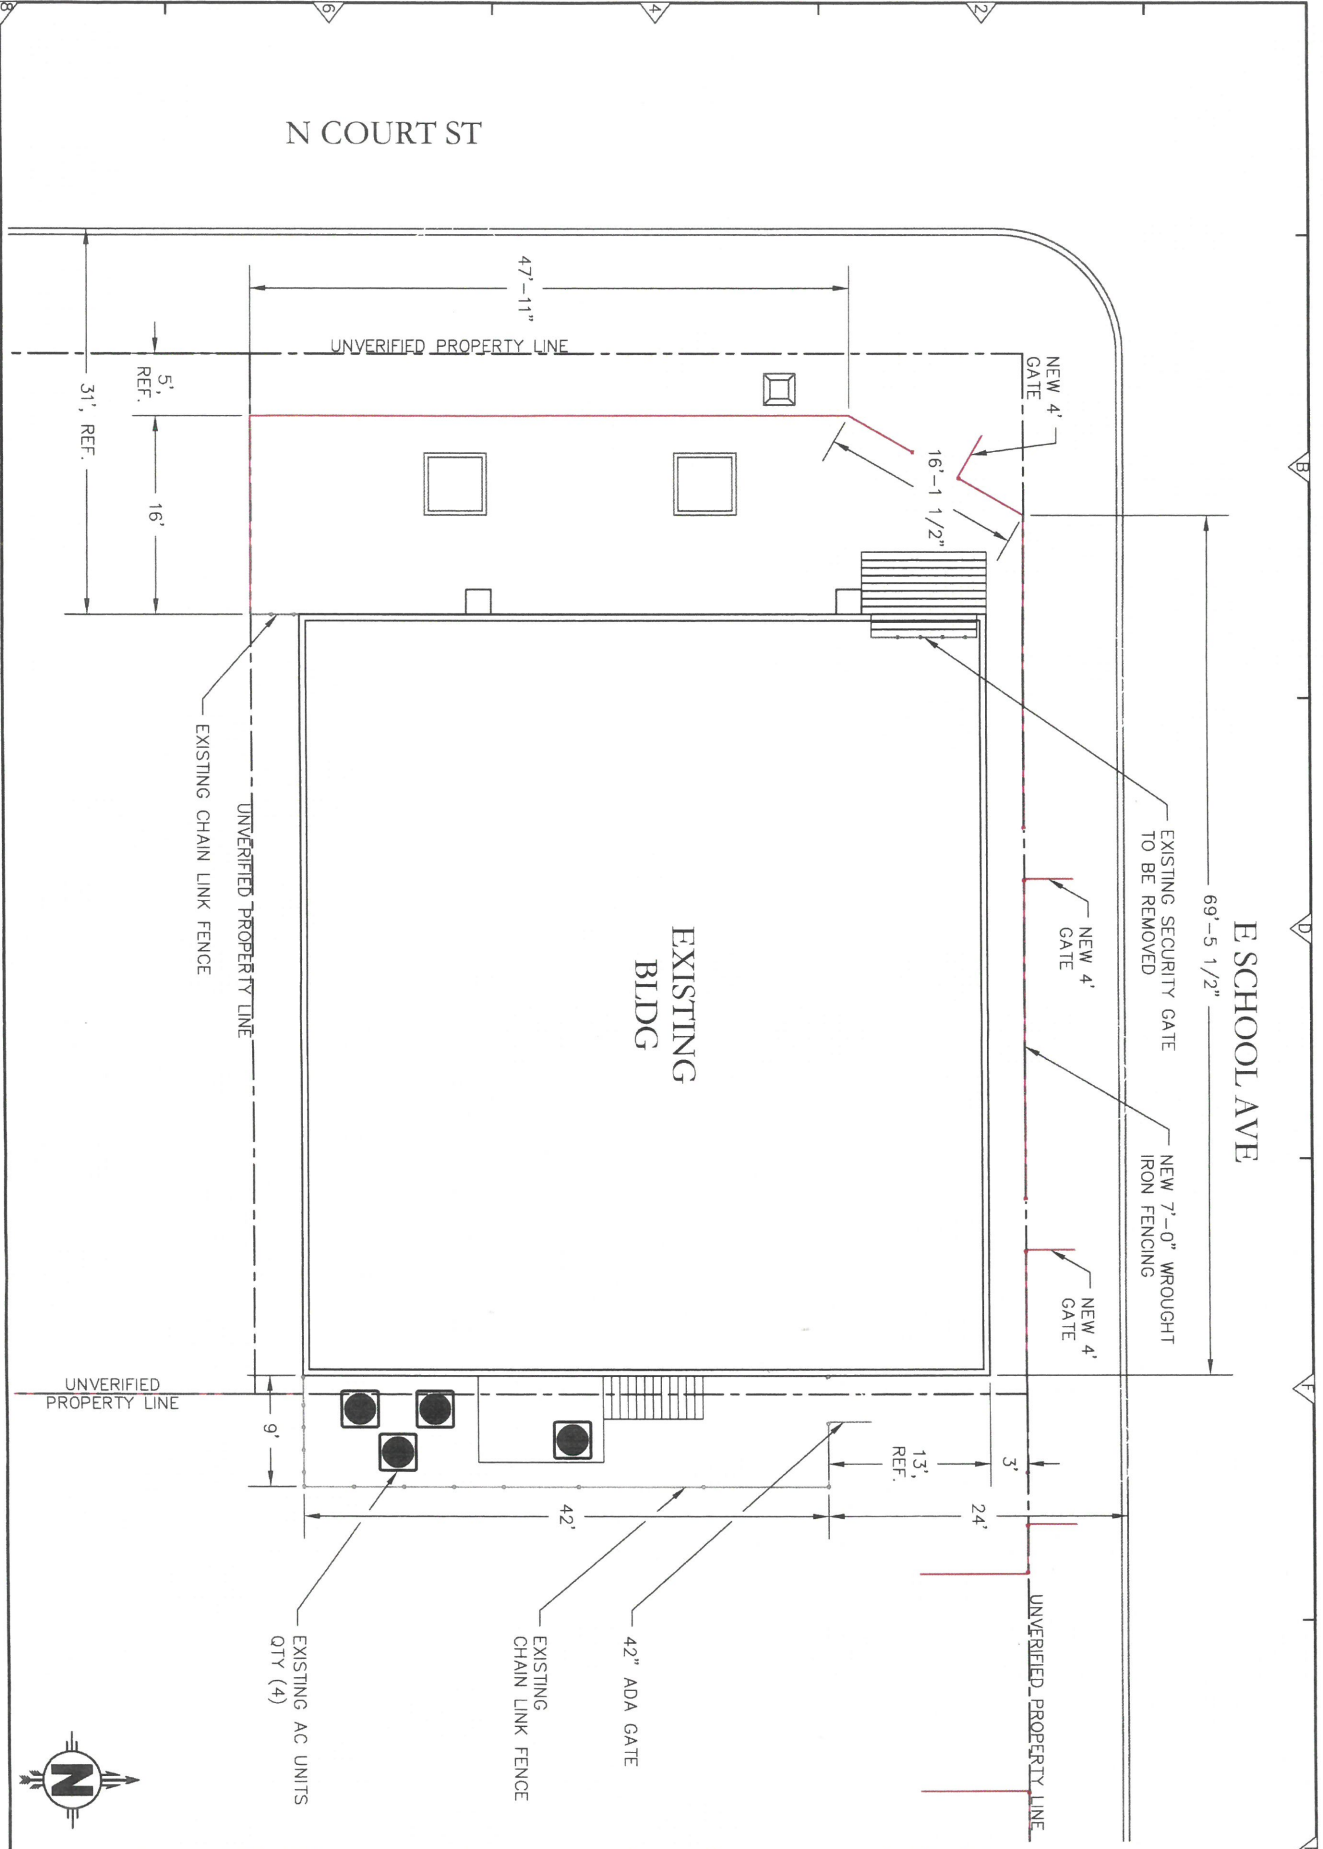 8
6
4
2
B
D
F
N COURT ST
E SCHOOL AVE
47'-11"
UNVERIFIED PROPERTY LINE
NEW 4'
GATE
16'-1 1/2"
5',
REF.
31', REF.
16'
69'-5 1/2"
EXISTING SECURITY GATE
TO BE REMOVED
NEW 4'
GATE
NEW 7'-0" WROUGHT
IRON FENCING
NEW 4'
GATE
EXISTING CHAIN LINK FENCE
UNVERIFIED PROPERTY LINE
EXISTING
BLDG
UNVERIFIED
PROPERTY LINE
9'
13',
REF.
3'
24'
42'
UNVERIFIED PROPERTY LINE
42" ADA GATE
EXISTING
CHAIN LINK FENCE
EXISTING AC UNITS
QTY (4)
N